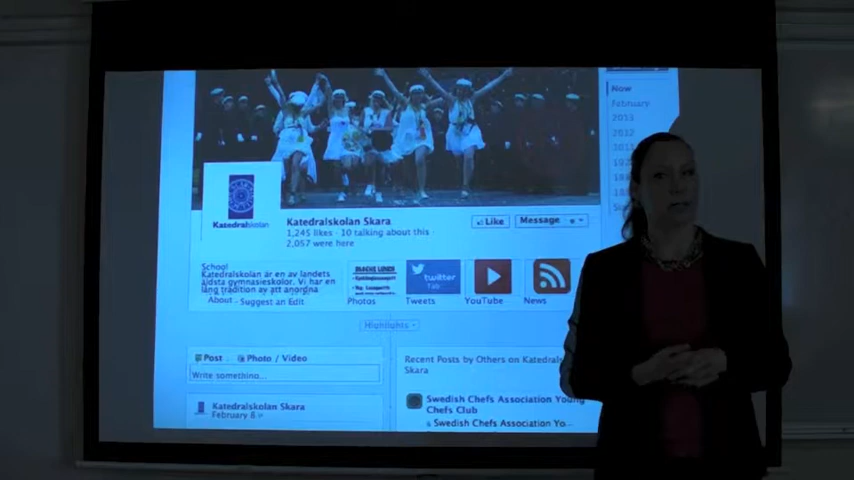 Now
February
2013
2012
2011
Katedralskolan
Katedralskolan Skara
1,245 likes · 10 talking about this ·
2,057 were here
Like
Message
School
Katedralskolan är en av landets
äldsta gymnasieskolor. Vi har en
lång tradition av att anordna
About - Suggest an Edit
Photos
twitter
Tweets
YouTube
News
Highlights
Post
Photo / Video
Write something...
Recent Posts by Others on
Skara
Katedralskolan Skara
February 8
Swedish Chefs Association Young
Chefs Club
Swedish Chefs Association Yo...